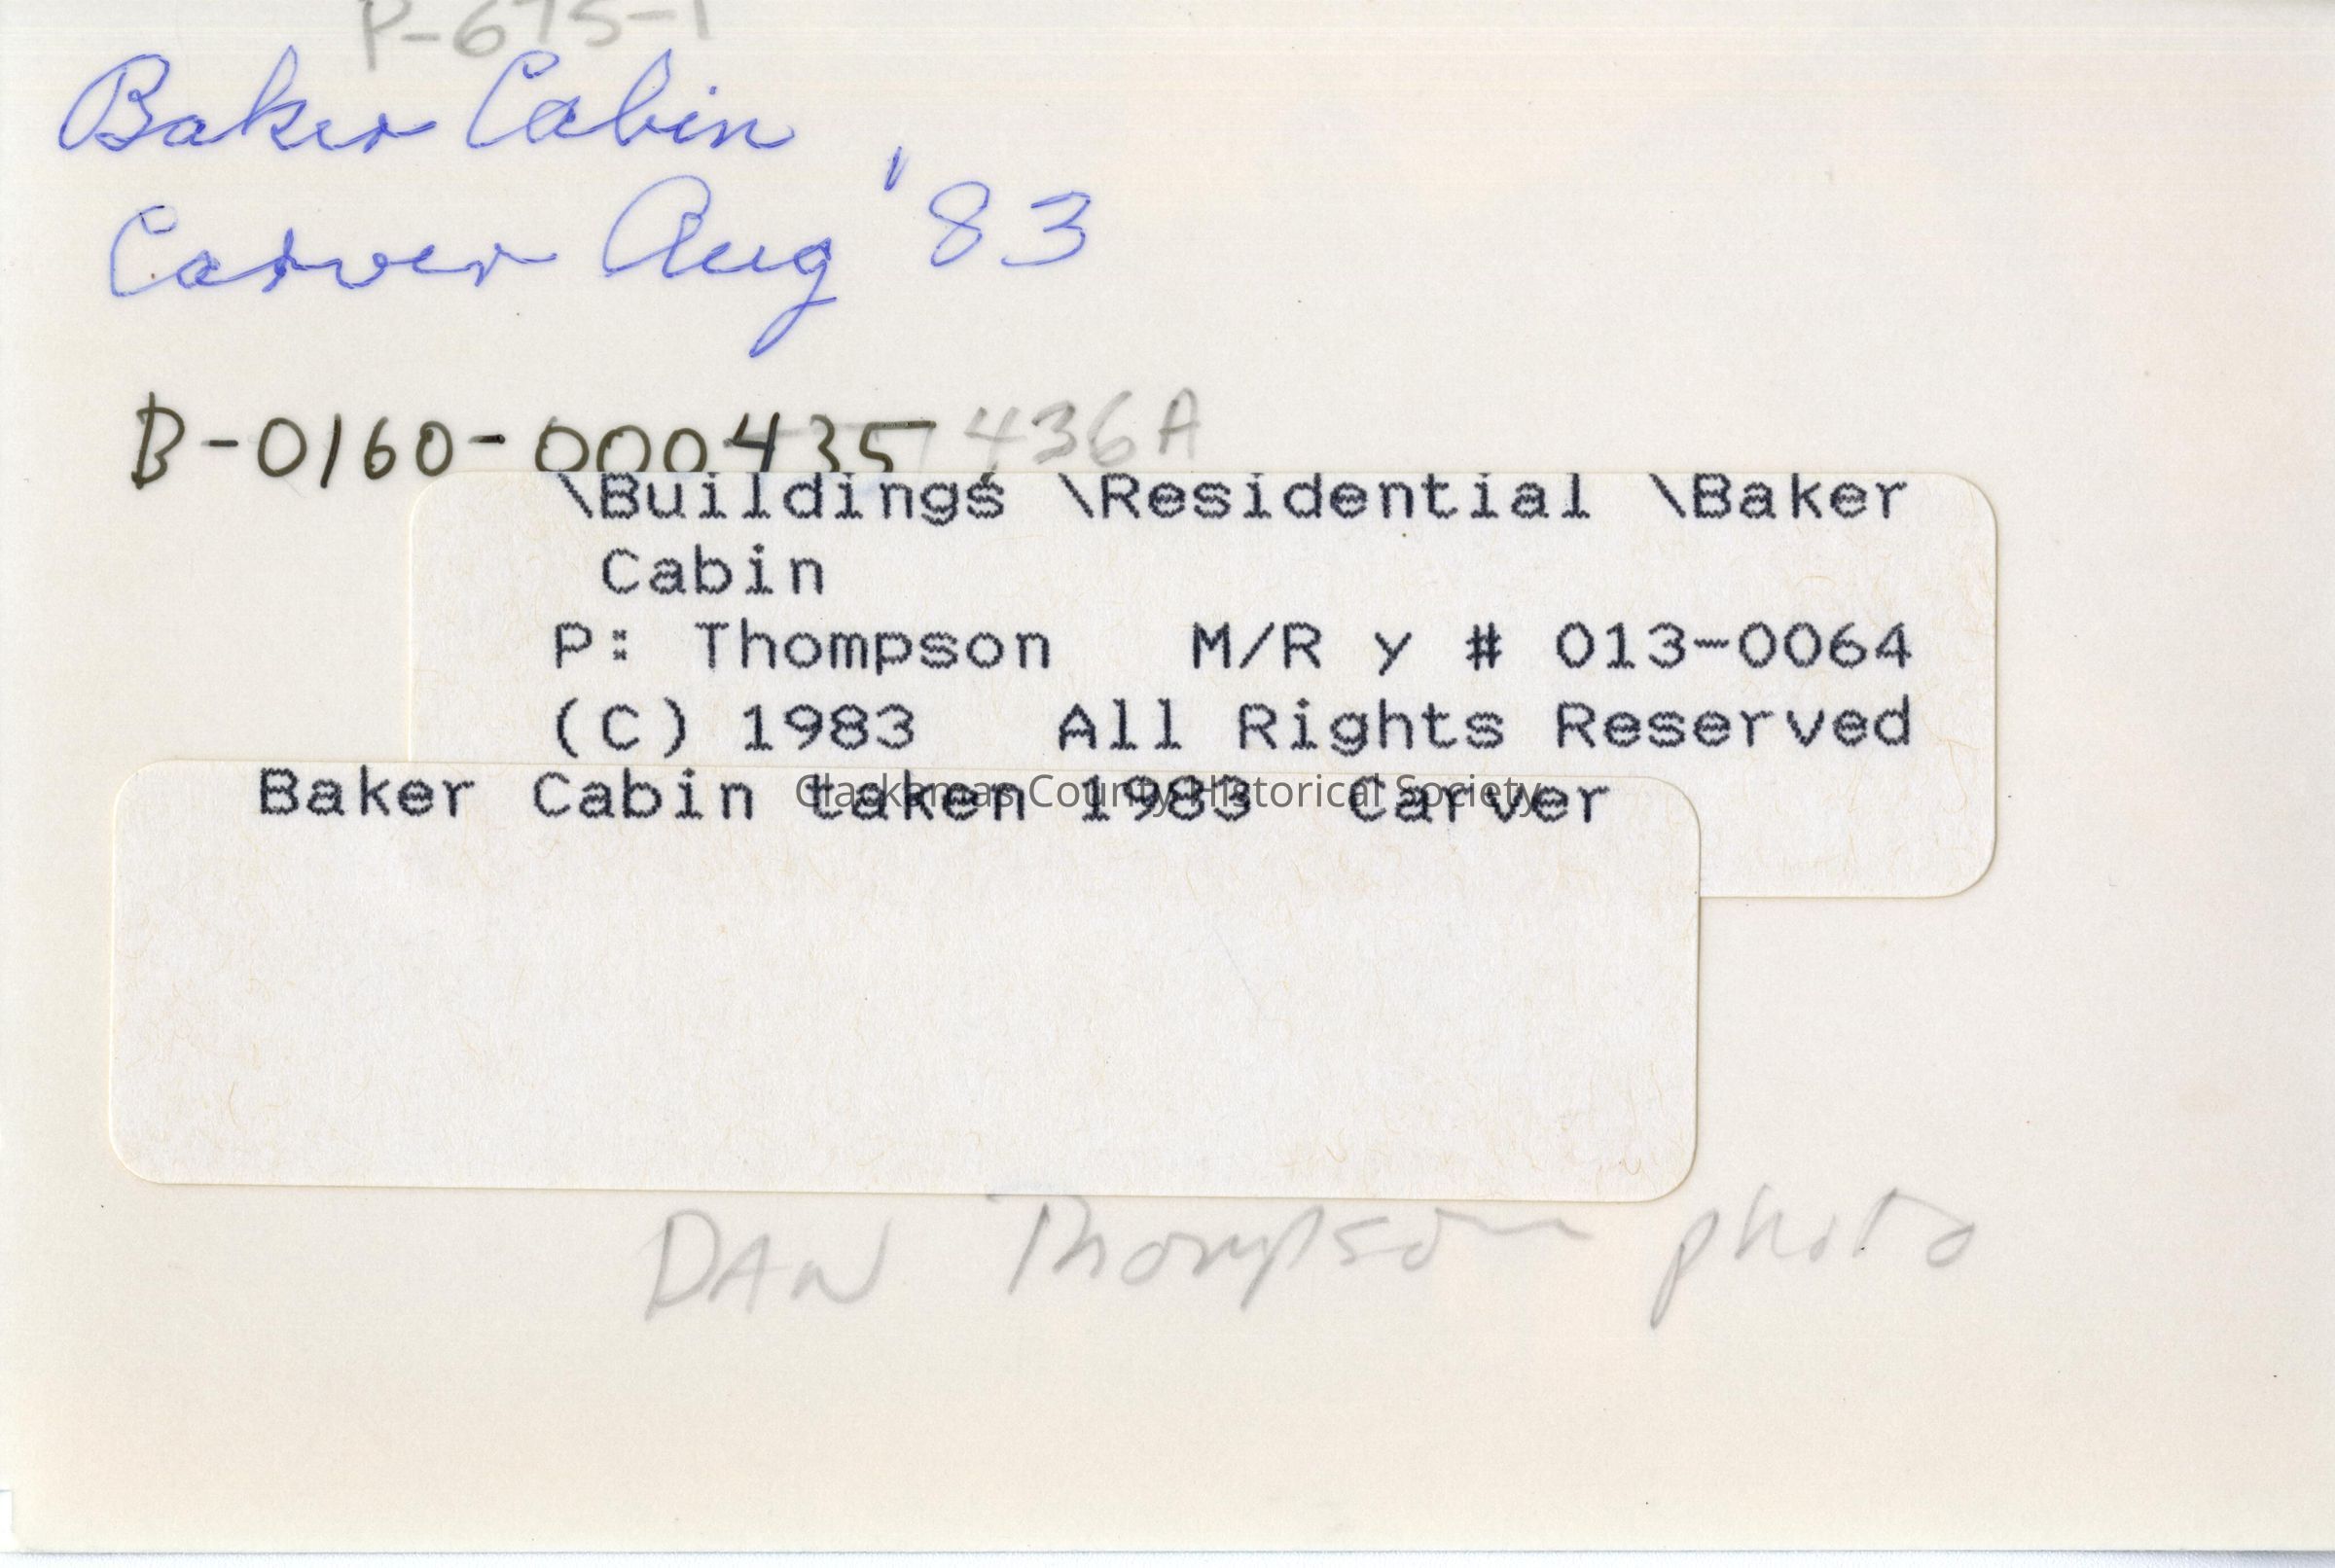 P-675-1
Baker Cabin
Carver Aug '83
B-0160-000435 436A
\Buildings \Residential \Baker
Cabin
P: Thompson M/R y # 013-0064
(C) 1983 All Rights Reserved
Baker Cabin taken 1983 Carver
Clackamas County Historical Society
DAN Thompson photo